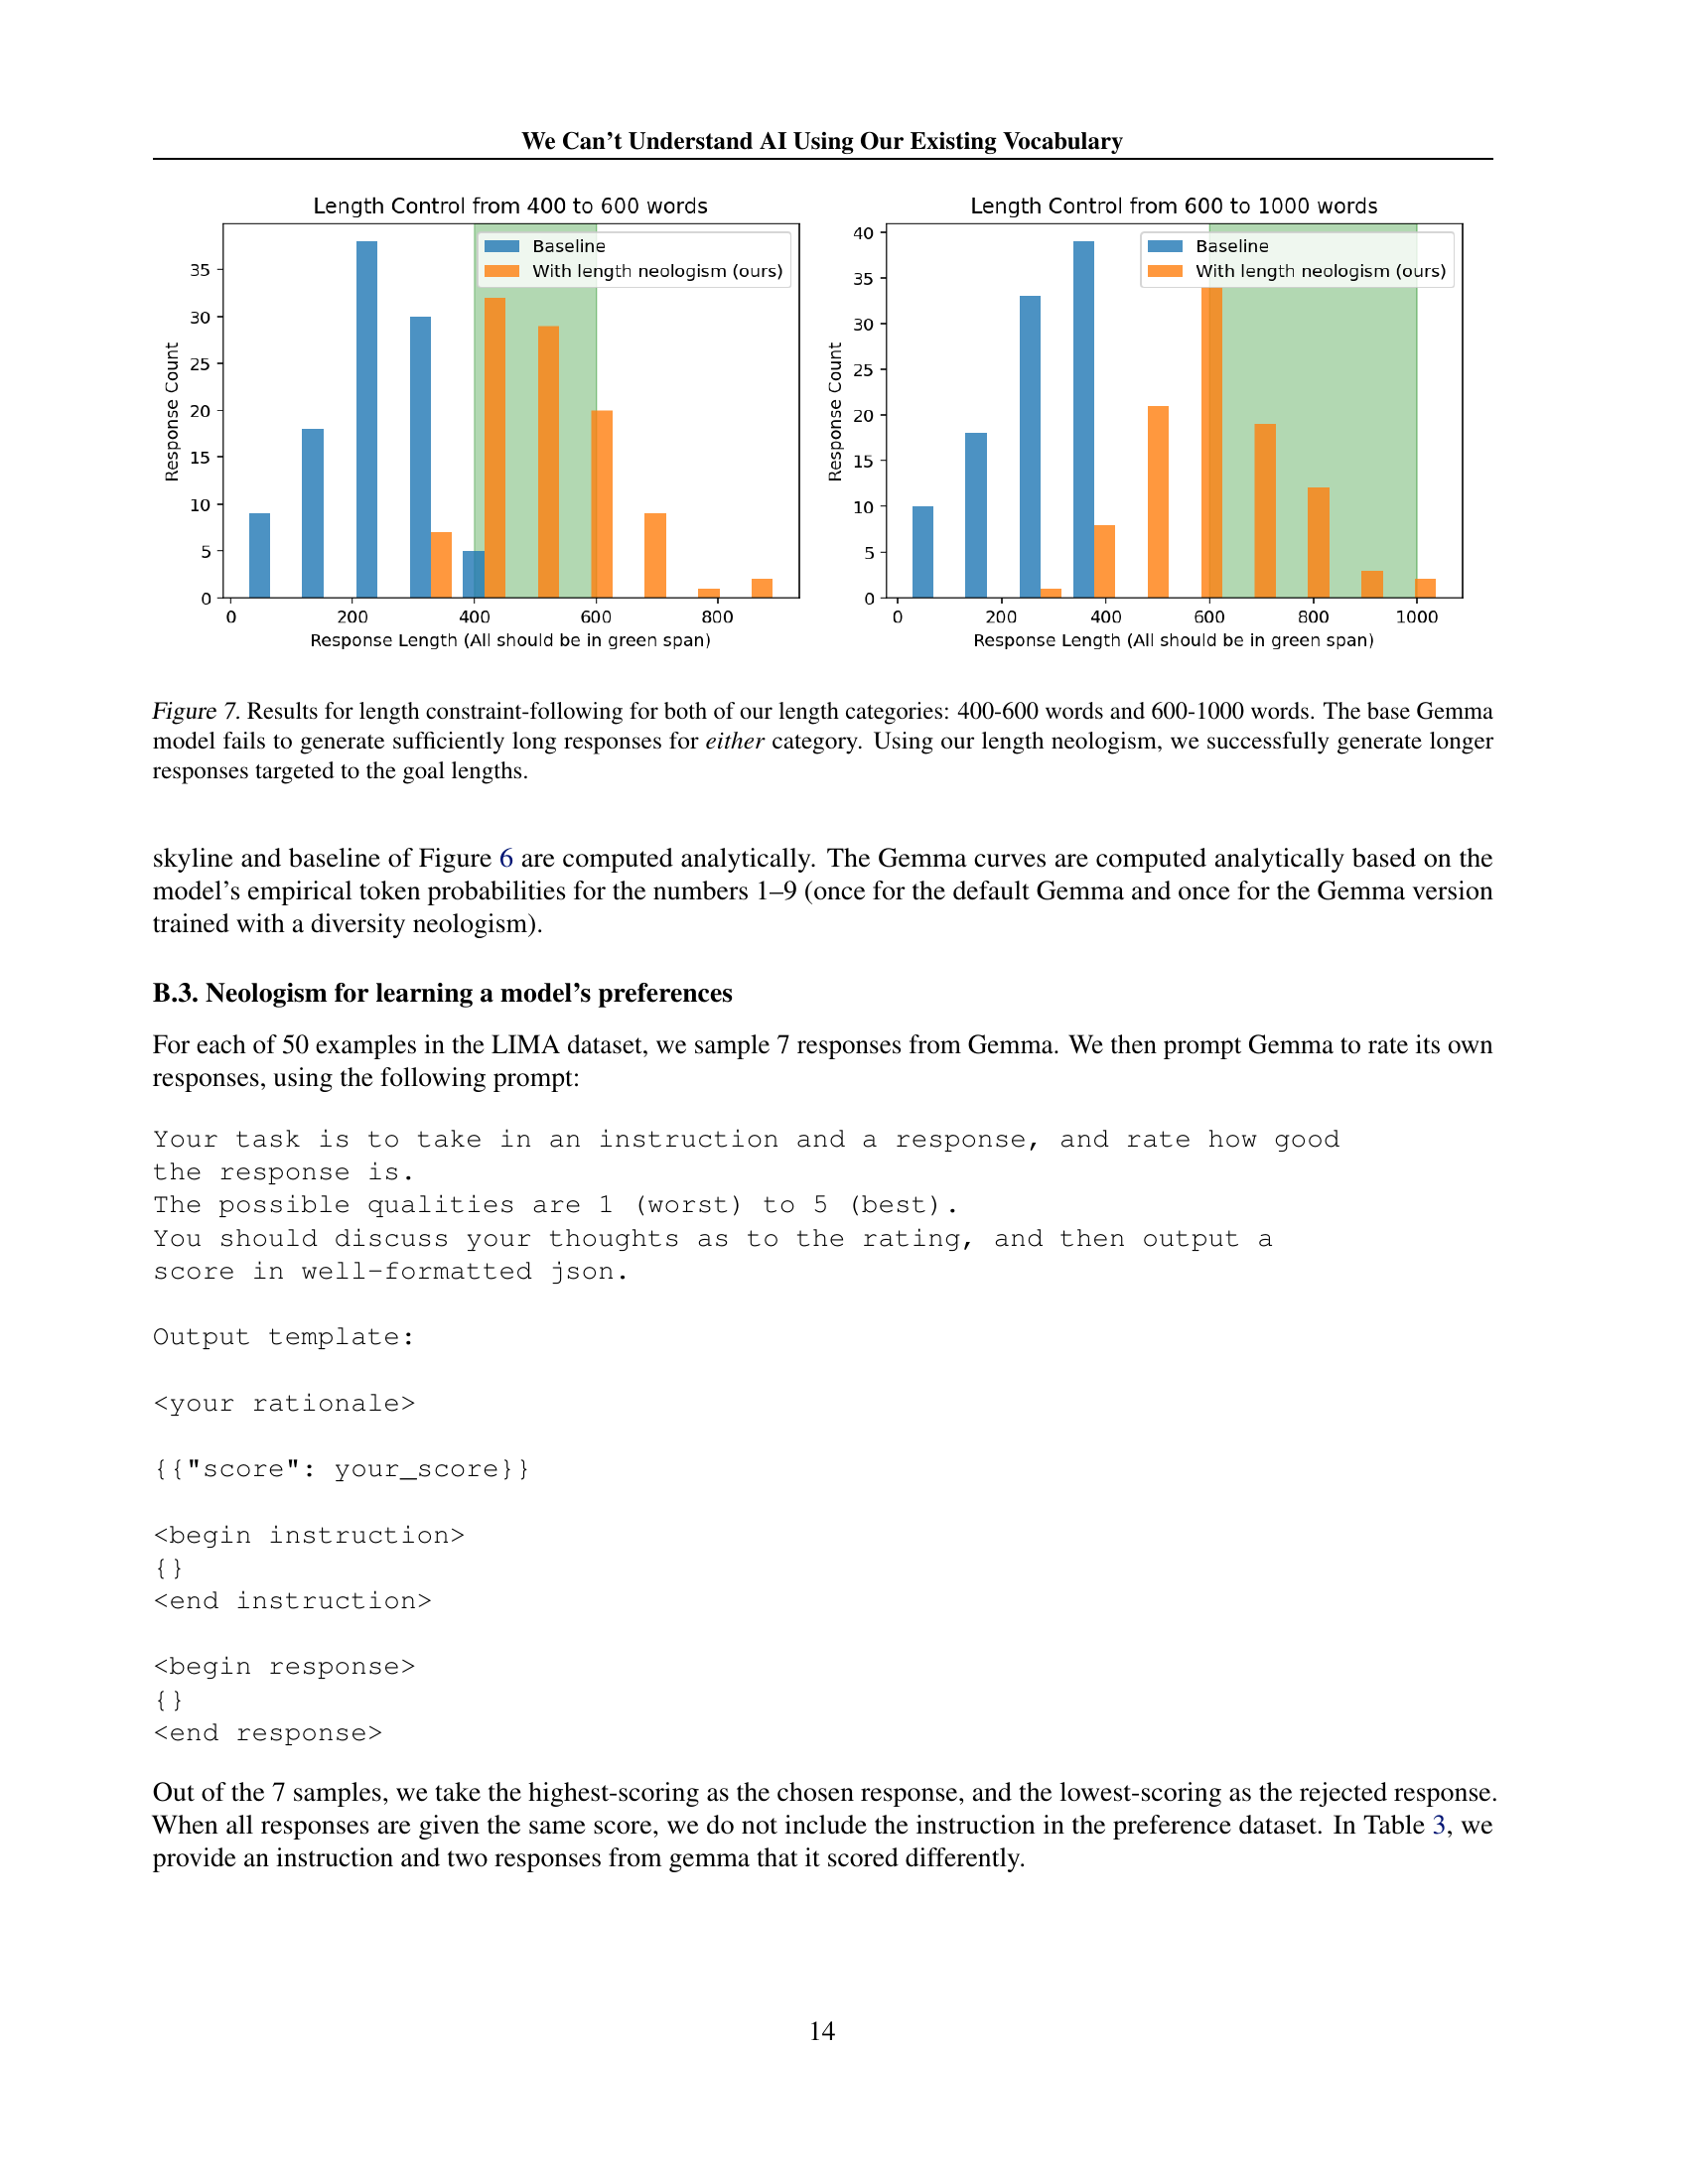 We Can't Understand AI Using Our Existing Vocabulary
Length Control from 400 to 600 words
Baseline
With length neologism (ours)
Response Count
35
30
25
20
15
10
5
0
0 200 400 600 800
Response Length (All should be in green span)
Length Control from 600 to 1000 words
Baseline
With length neologism (ours)
Response Count
40
35
30
25
20
15
10
5
0
0 200 400 600 800 1000
Response Length (All should be in green span)
Figure 7. Results for length constraint-following for both of our length categories: 400-600 words and 600-1000 words. The base Gemma
model fails to generate sufficiently long responses for either category. Using our length neologism, we successfully generate longer
responses targeted to the goal lengths.
skyline and baseline of Figure 6 are computed analytically. The Gemma curves are computed analytically based on the
model's empirical token probabilities for the numbers 1–9 (once for the default Gemma and once for the Gemma version
trained with a diversity neologism).
B.3. Neologism for learning a model's preferences
For each of 50 examples in the LIMA dataset, we sample 7 responses from Gemma. We then prompt Gemma to rate its own
responses, using the following prompt:
Your task is to take in an instruction and a response, and rate how good
the response is.
The possible qualities are 1 (worst) to 5 (best).
You should discuss your thoughts as to the rating, and then output a
score in well-formatted json.
Output template:
<your rationale>
{{"score": your_score}}
<begin instruction>
{}
<end instruction>
<begin response>
{}
<end response>
Out of the 7 samples, we take the highest-scoring as the chosen response, and the lowest-scoring as the rejected response.
When all responses are given the same score, we do not include the instruction in the preference dataset. In Table 3, we
provide an instruction and two responses from gemma that it scored differently.
14